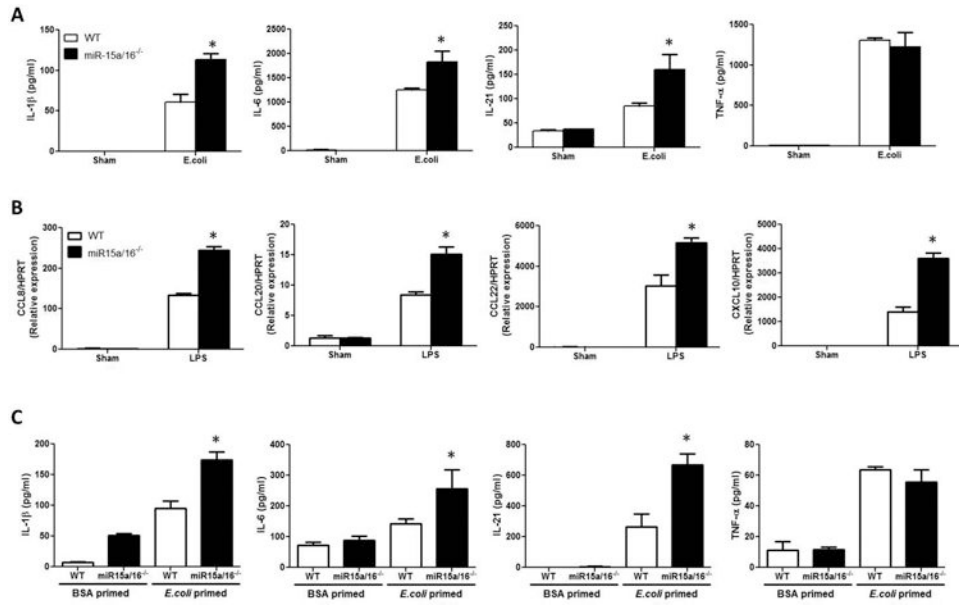 A
WT
miR-15a/16-/-
IL-1β (pg/ml)
150
100
50
0
*
Sham
E.coli
IL-6 (pg/ml)
2500
2000
1500
1000
500
0
*
Sham
E.coli
IL-21 (pg/ml)
250
200
150
100
50
0
*
Sham
E.coli
TNF-α (pg/ml)
1500
1000
500
0
Sham
E.coli
B
WT
miR15a/16-/-
CCL8/HPRT
(Relative expression)
300
200
100
0
*
Sham
LPS
CCL20/HPRT
(Relative expression)
20
15
10
5
0
*
Sham
LPS
CCL22/HPRT
(Relative expression)
6000
4000
2000
0
*
Sham
LPS
CXCL10/HPRT
(Relative expression)
5000
4000
3000
2000
1000
0
*
Sham
LPS
C
IL-1β (pg/ml)
200
150
100
50
0
*
WT miR15a/16-/- WT miR15a/16-/-
BSA primed E.coli primed
IL-6 (pg/ml)
400
300
200
100
0
*
WT miR15a/16-/- WT miR15a/16-/-
BSA primed E.coli primed
IL-21 (pg/ml)
800
600
400
200
0
*
WT miR15a/16-/- WT miR15a/16-/-
BSA primed E.coli primed
TNF-α (pg/ml)
80
60
40
20
0
WT miR15a/16-/- WT miR15a/16-/-
BSA primed E.coli primed